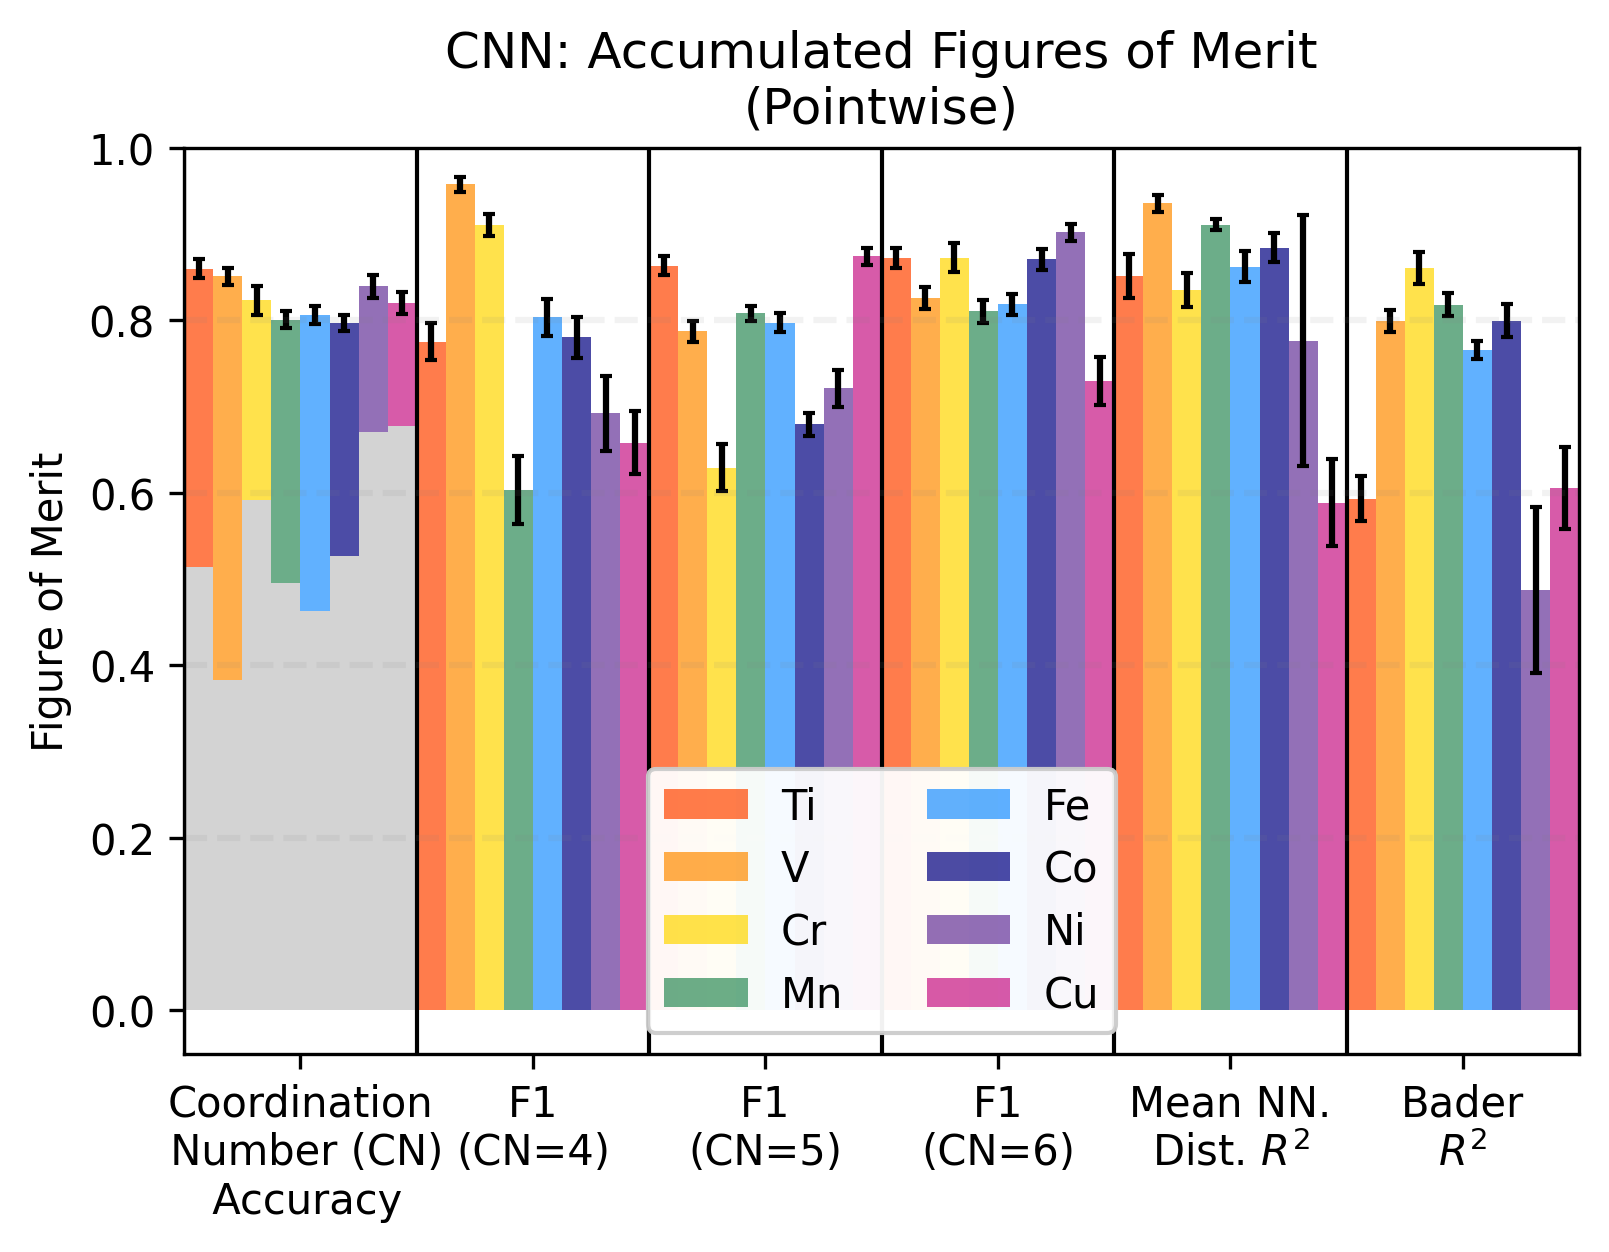 CNN: Accumulated Figures of Merit
(Pointwise)
Figure of Merit
1.0
0.8
0.6
0.4
0.2
0.0
Ti
V
Cr
Mn
Fe
Co
Ni
Cu
Coordination
Number (CN)
Accuracy
F1
(CN=4)
F1
(CN=5)
F1
(CN=6)
Mean NN.
Dist. R²
Bader
R²